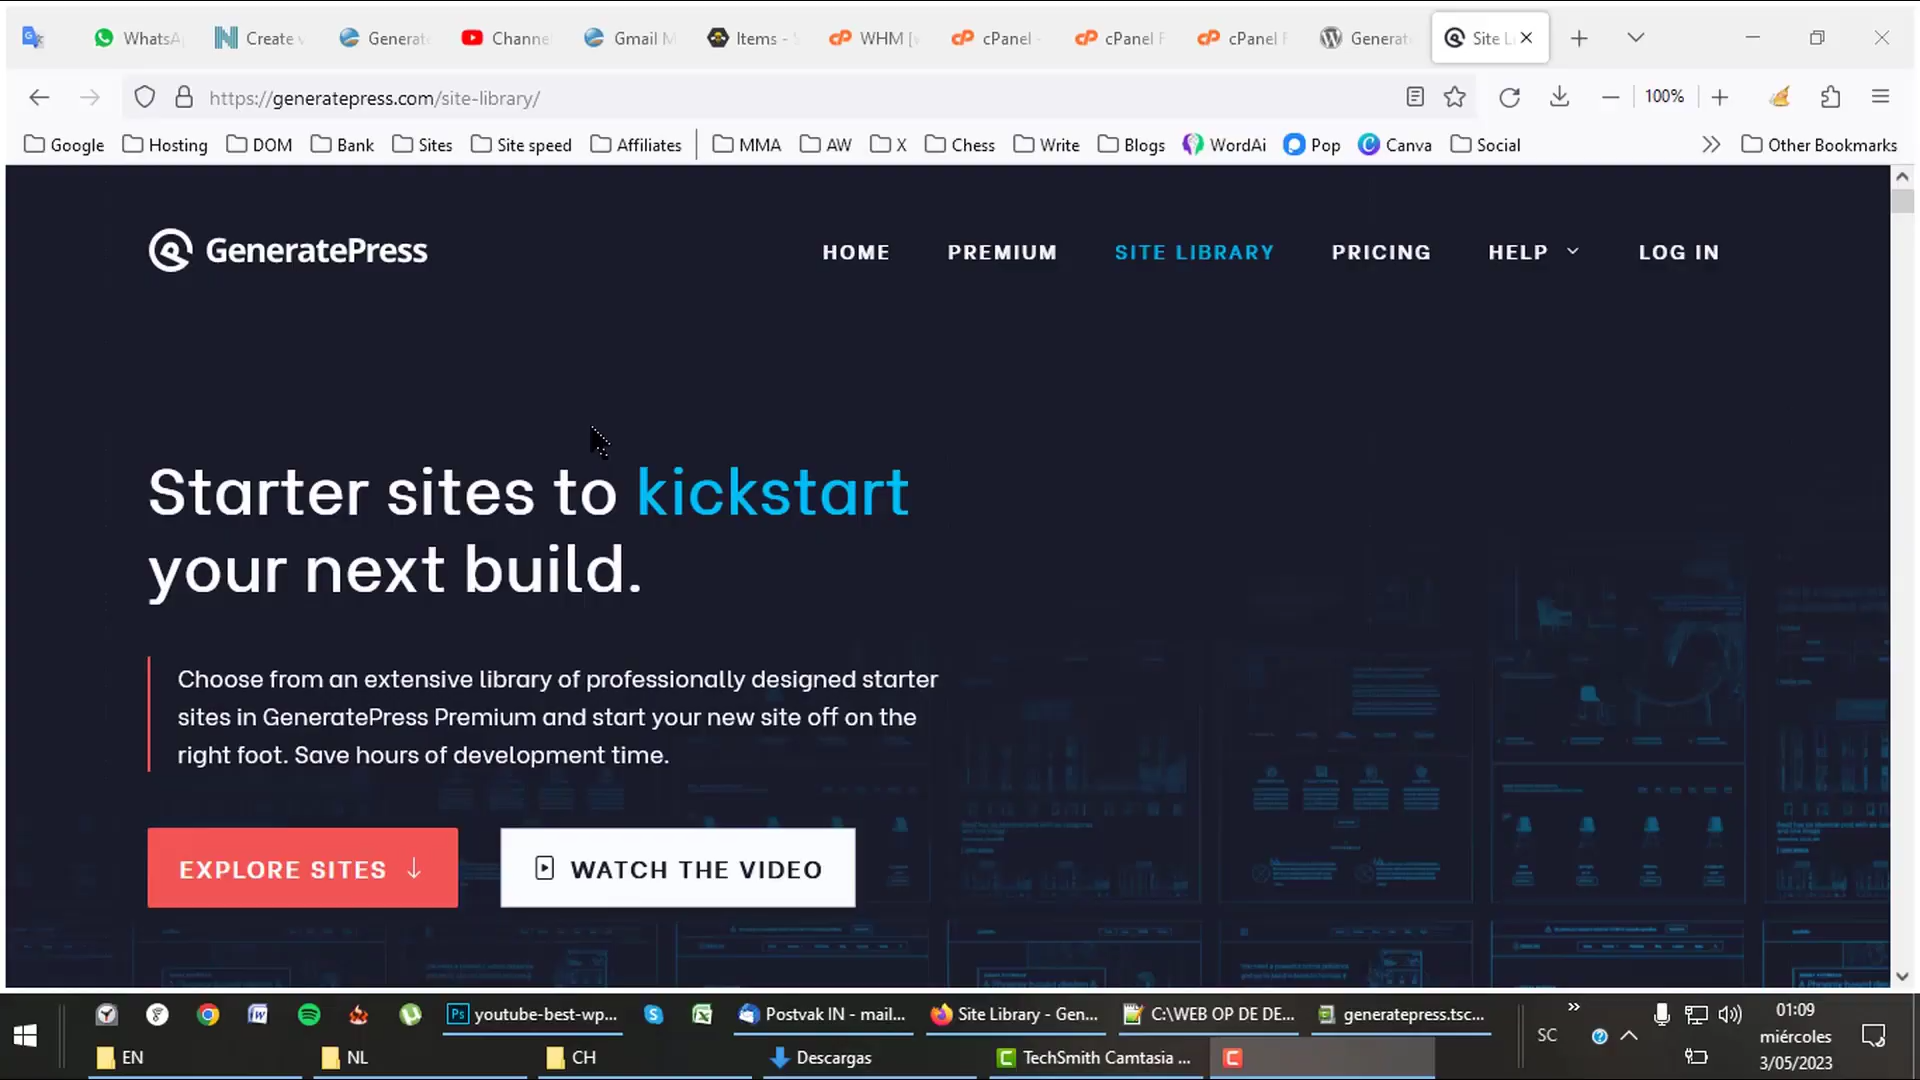 WhatsA
Create v
Generate
Channe
Gmail M
Items -
WHM [v
cPanel -
cPanel F
cPanel F
Generat
Site L
https://generatepress.com/site-library/
100%
Google
Hosting
DOM
Bank
Sites
Site speed
Affiliates
MMA
AW
X
Chess
Write
Blogs
WordAi
Pop
Canva
Social
Other Bookmarks
GeneratePress
HOME
PREMIUM
SITE LIBRARY
PRICING
HELP
LOG IN
Starter sites to kickstart
your next build.
Choose from an extensive library of professionally designed starter
sites in GeneratePress Premium and start your new site off on the
right foot. Save hours of development time.
EXPLORE SITES ↓
WATCH THE VIDEO
youtube-best-wp...
Postvak IN - mail...
Site Library - Gen...
C:\WEB OP DE DE...
generatepress.tsc...
SC
01:09
miércoles
3/05/2023
EN
NL
CH
Descargas
TechSmith Camtasia ...